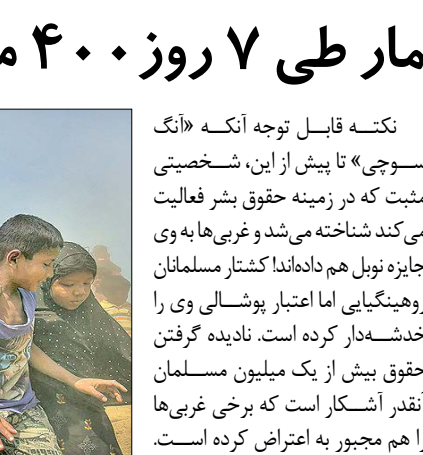 مار طی ۷ روز ۴۰۰ م
نکتــه قابــل توجه آنکــه «آنگ
ســوچی» تا پیش از این، شــخصیتی
مثبت که در زمینه حقوق بشر فعالیت
می‌کند شناخته می‌شد و غربی‌ها به وی
جایزه نوبل هم داده‌اند! کشتار مسلمانان
روهینگیایی اما اعتبار پوشــالی وی را
خدشــه‌دار کرده است. نادیده گرفتن
حقوق بیش از یک میلیون مســلمان
آنقدر آشــکار است که برخی غربی‌ها
را هم مجبور به اعتراض کرده اســت.